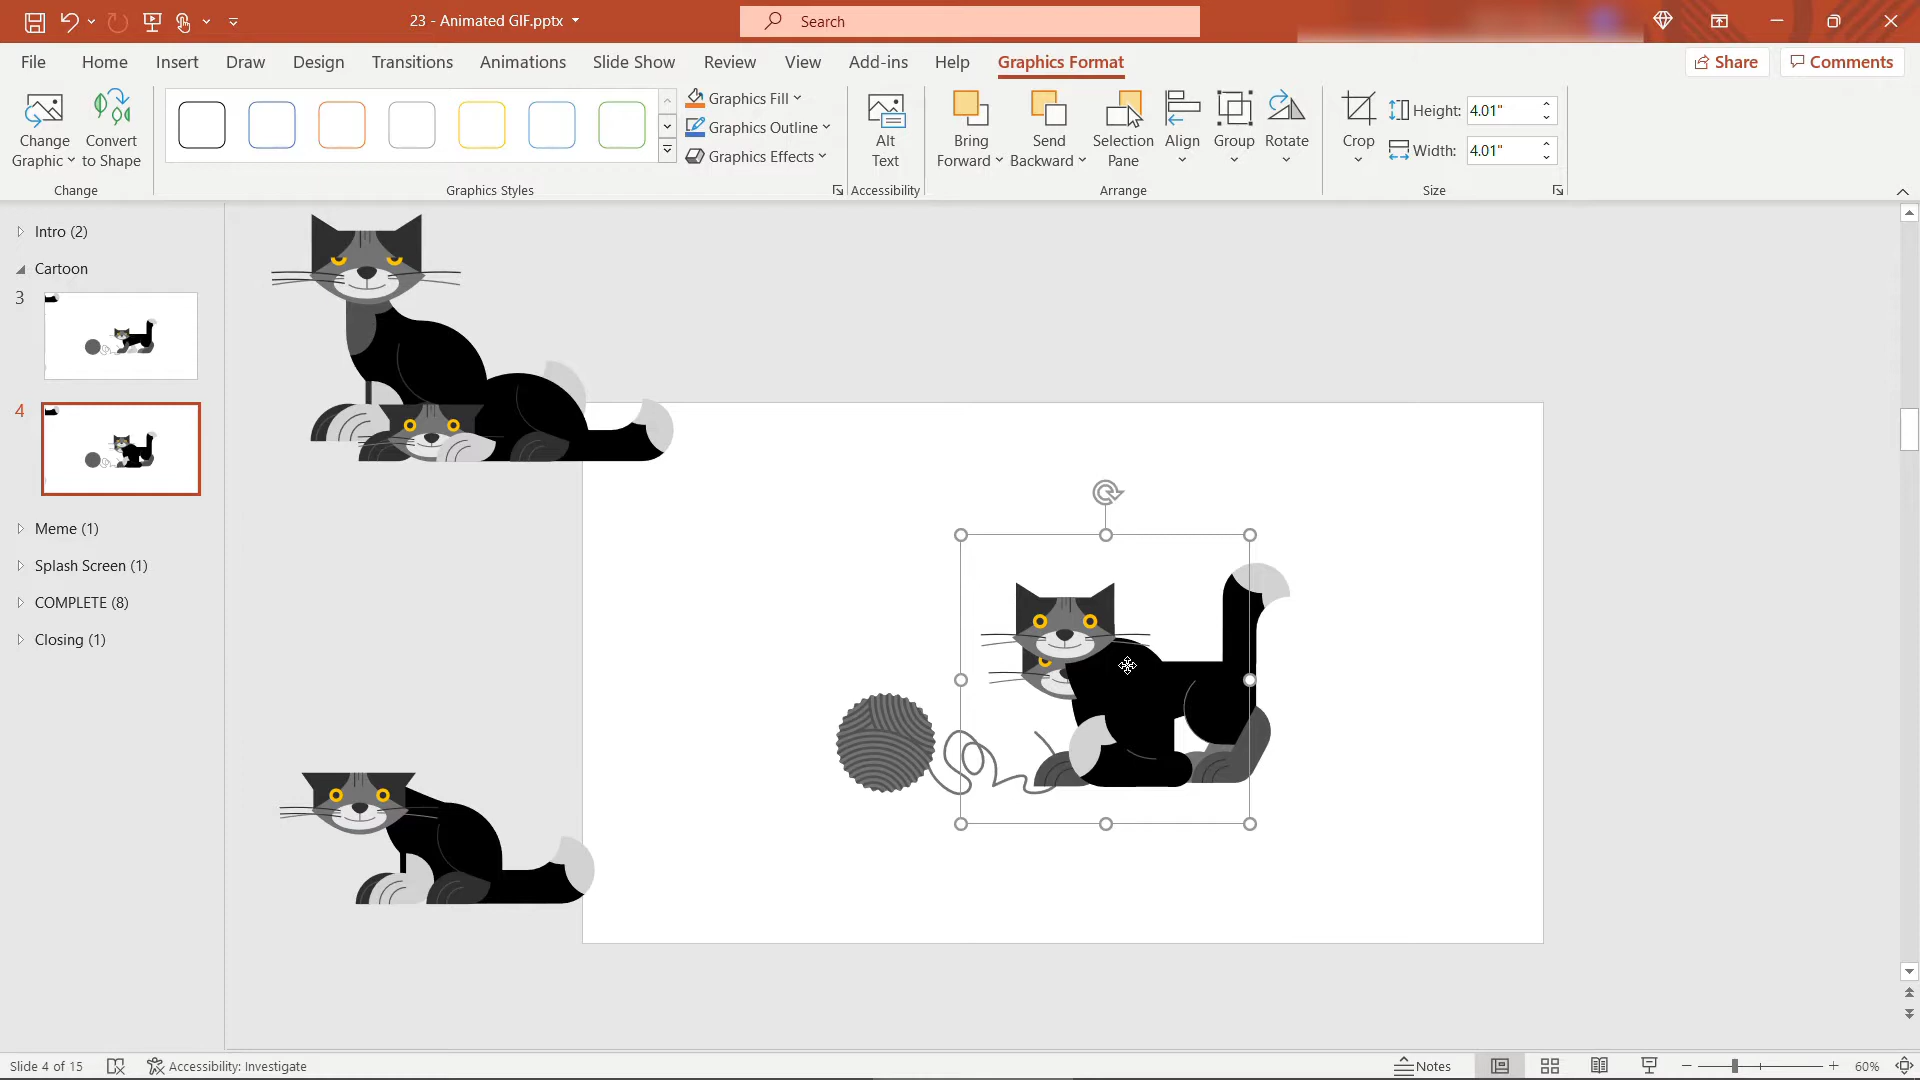 23 - Animated GIF.pptx
Search
File Home Insert Draw Design Transitions Animations Slide Show Review View Add-ins Help Graphics Format Share Comments
Change Graphic
Convert to Shape
Graphics Fill
Graphics Outline
Graphics Effects
Alt Text
Bring Forward
Send Backward
Selection Pane
Align
Group
Rotate
Crop
Height: 4.01"
Width: 4.01"
Change
Graphics Styles
Accessibility
Arrange
Size
Intro (2)
Cartoon
3
4
Meme (1)
Splash Screen (1)
COMPLETE (8)
Closing (1)
Slide 4 of 15
Accessibility: Investigate
Notes
60%